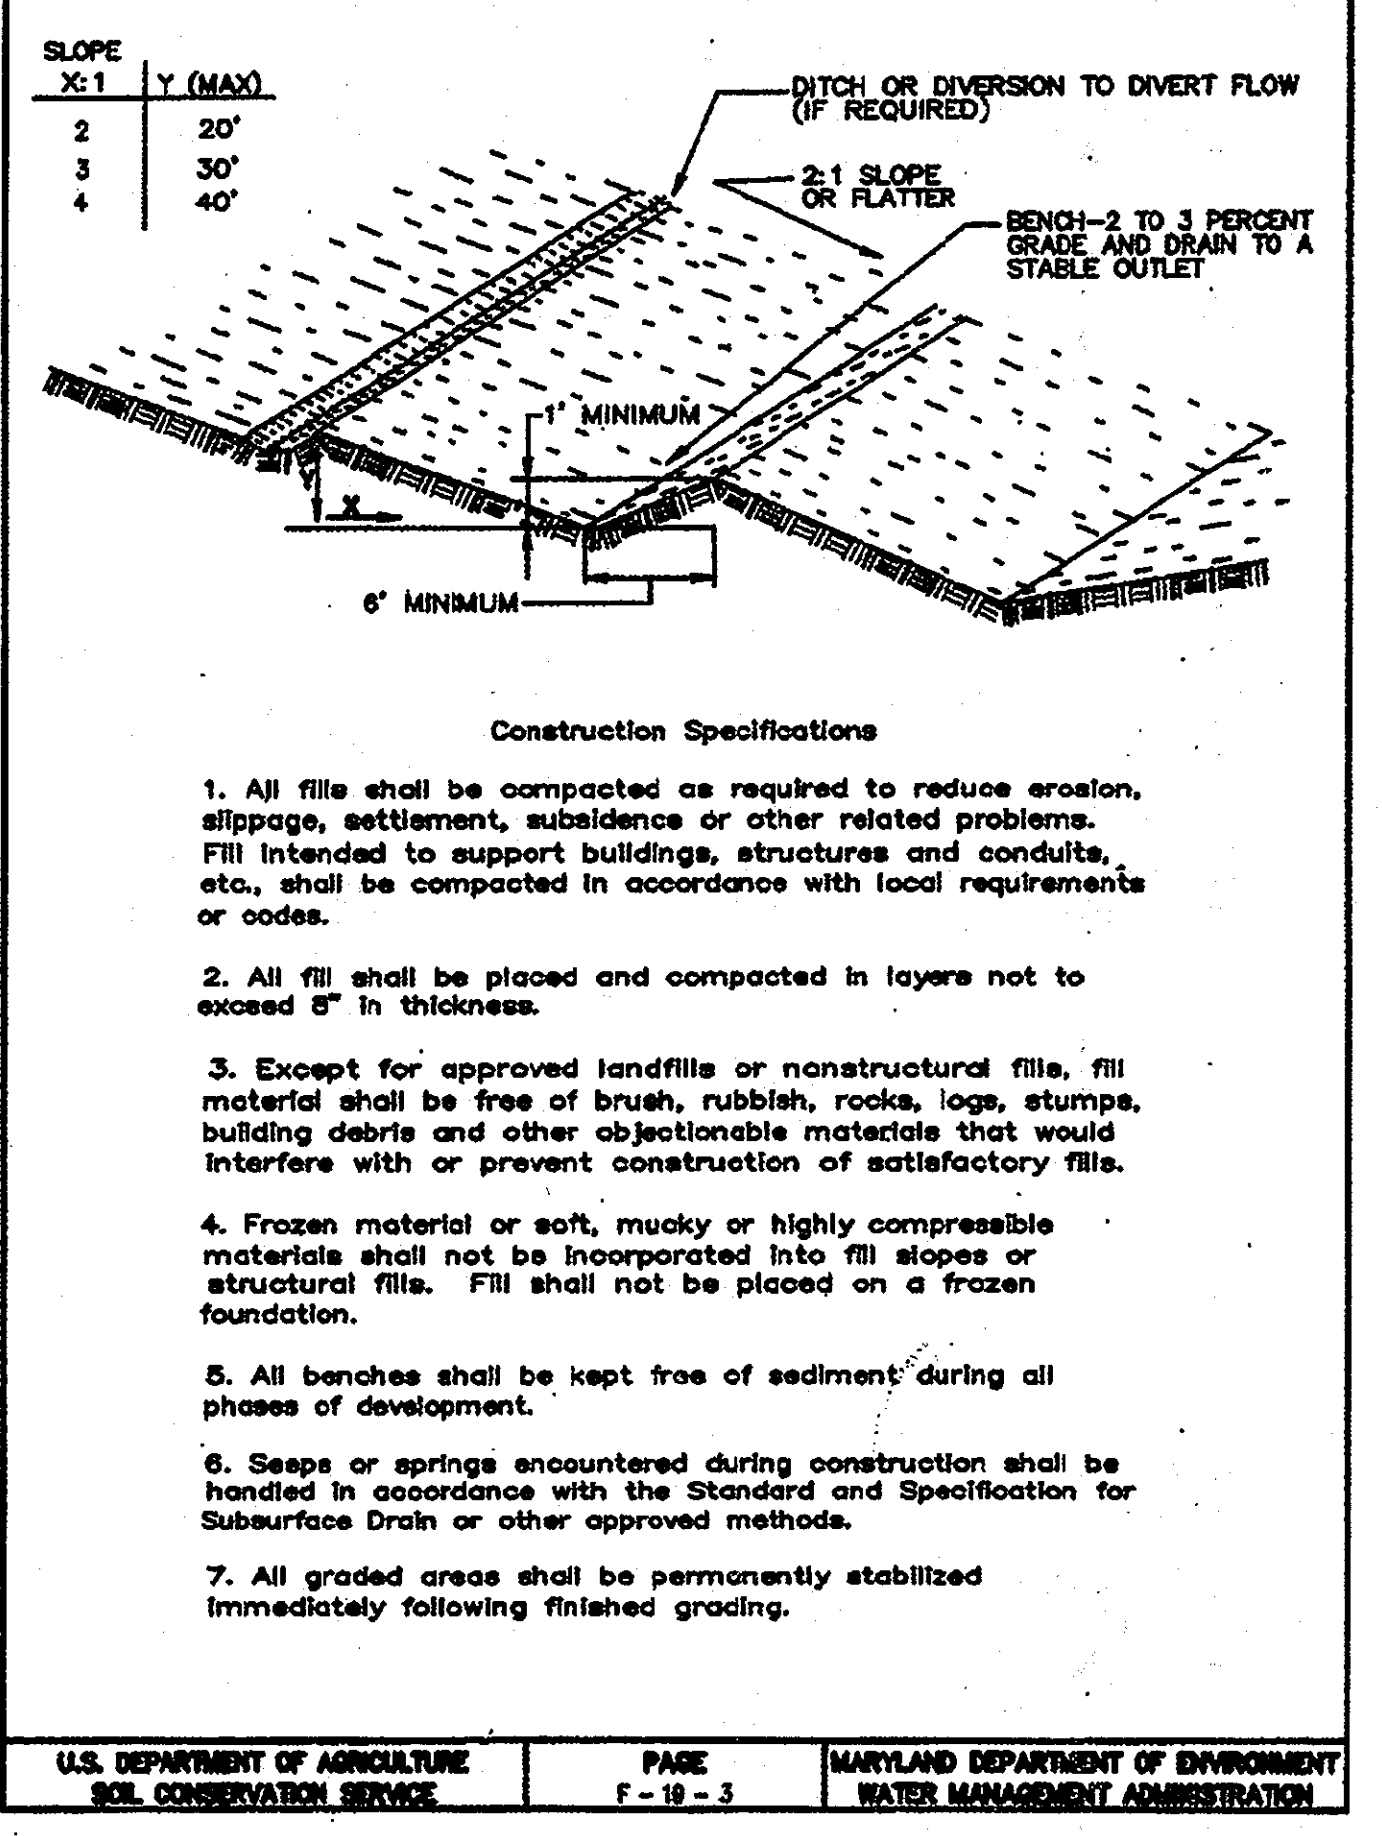 SLOPE
X:1 Y (MAX)
2 20'
3 30'
4 40'
DITCH OR DIVERSION TO DIVERT FLOW
(IF REQUIRED)
2:1 SLOPE
OR FLATTER
BENCH-2 TO 3 PERCENT
GRADE AND DRAIN TO A
STABLE OUTLET
1' MINIMUM
Y
X
6' MINIMUM
Construction Specifications
1. All fills shall be compacted as required to reduce erosion,
slippage, settlement, subsidence or other related problems.
Fill intended to support buildings, structures and conduits,
etc., shall be compacted in accordance with local requirements
or codes.
2. All fill shall be placed and compacted in layers not to
exceed 8" in thickness.
3. Except for approved landfills or nonstructural fills, fill
material shall be free of brush, rubbish, rocks, logs, stumps,
building debris and other objectionable materials that would
interfere with or prevent construction of satisfactory fills.
4. Frozen material or soft, mucky or highly compressible
materials shall not be incorporated into fill slopes or
structural fills. Fill shall not be placed on a frozen
foundation.
5. All benches shall be kept free of sediment during all
phases of development.
6. Seeps or springs encountered during construction shall be
handled in accordance with the Standard and Specification for
Subsurface Drain or other approved methods.
7. All graded areas shall be permanently stabilized
immediately following finished grading.
U.S. DEPARTMENT OF AGRICULTURE
SOIL CONSERVATION SERVICE
PAGE
F - 19 - 3
MARYLAND DEPARTMENT OF ENVIRONMENT
WATER MANAGEMENT ADMINISTRATION